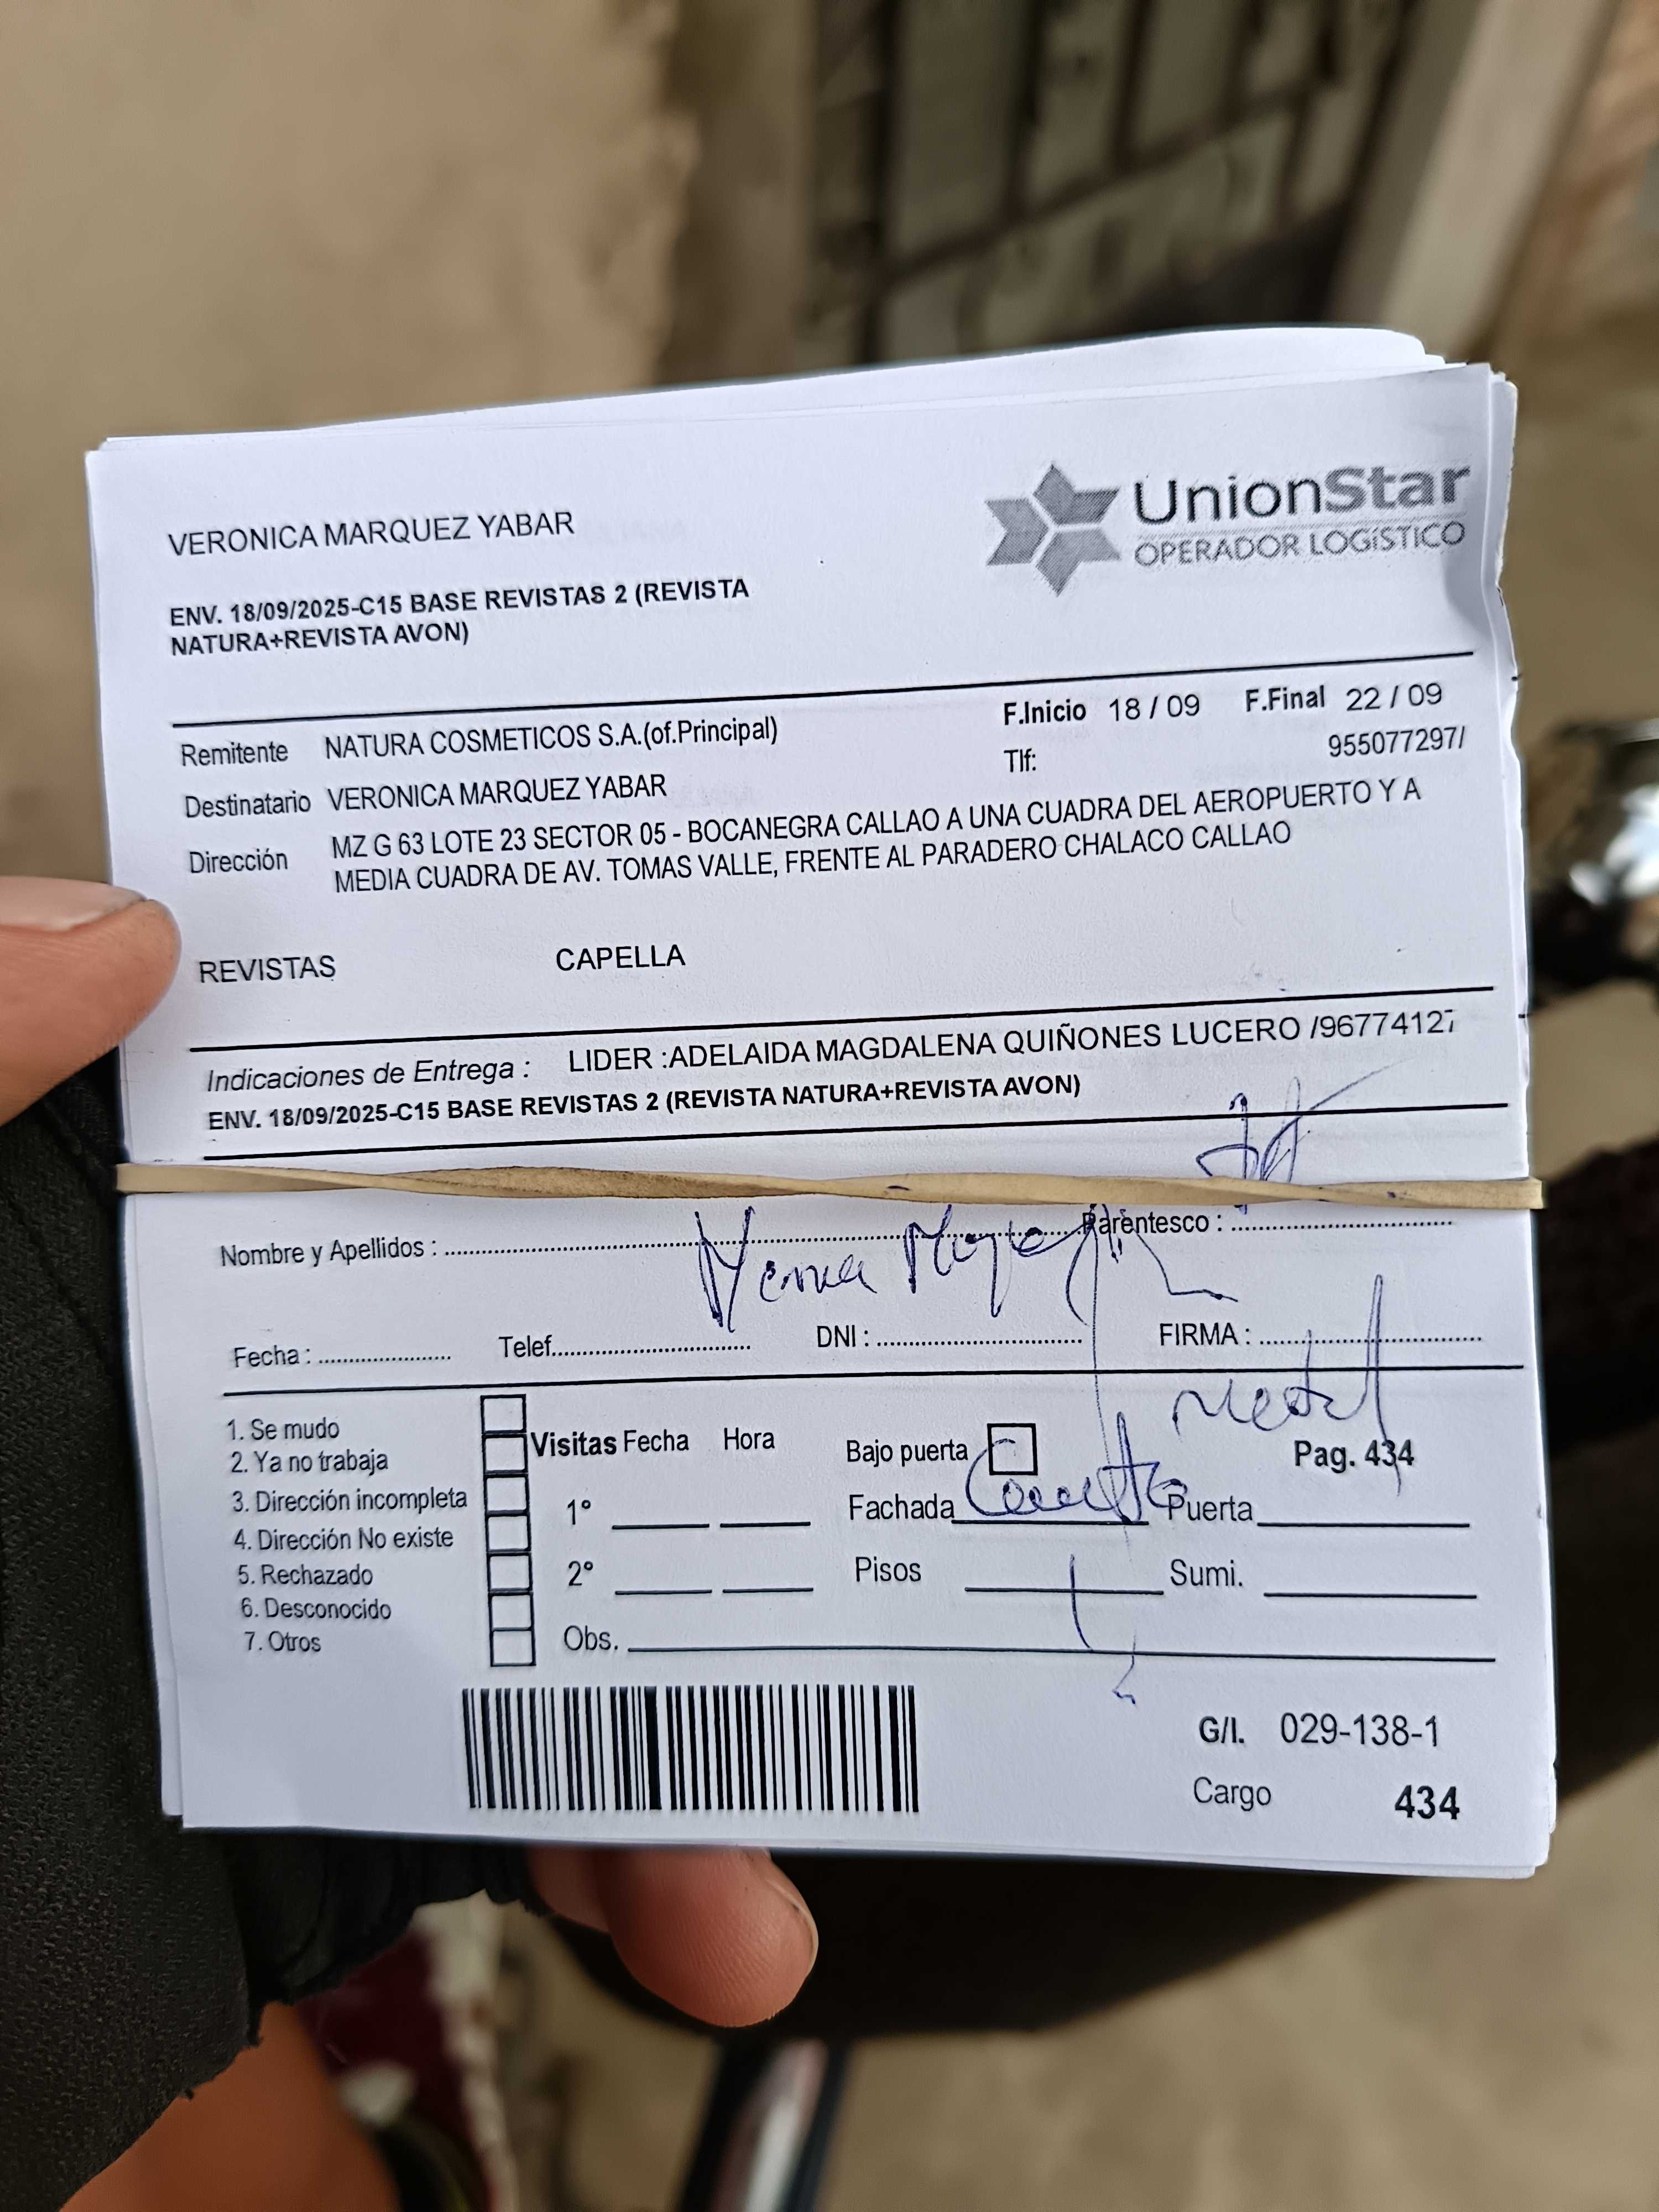 VERONICA MARQUEZ YABAR
UnionStar
OPERADOR LOGíSTICO
ENV. 18/09/2025-C15 BASE REVISTAS 2 (REVISTA
NATURA+REVISTA AVON)
F.Inicio 18 / 09 F.Final 22 / 09
Remitente NATURA COSMETICOS S.A.(of.Principal)
Tlf: 955077297/
Destinatario VERONICA MARQUEZ YABAR
Dirección MZ G 63 LOTE 23 SECTOR 05 - BOCANEGRA CALLAO A UNA CUADRA DEL AEROPUERTO Y A
MEDIA CUADRA DE AV. TOMAS VALLE, FRENTE AL PARADERO CHALACO CALLAO
REVISTAS CAPELLA
Indicaciones de Entrega : LIDER :ADELAIDA MAGDALENA QUIÑONES LUCERO /96774127
ENV. 18/09/2025-C15 BASE REVISTAS 2 (REVISTA NATURA+REVISTA AVON)
Nombre y Apellidos : Parentesco :
Fecha : Telef. DNI : FIRMA :
1. Se mudo
2. Ya no trabaja
3. Dirección incompleta
4. Dirección No existe
5. Rechazado
6. Desconocido
7. Otros
Visitas Fecha Hora
1°
2°
Obs.
Bajo puerta Pag. 434
Fachada Puerta
Pisos Sumi.
G/I. 029-138-1
Cargo 434